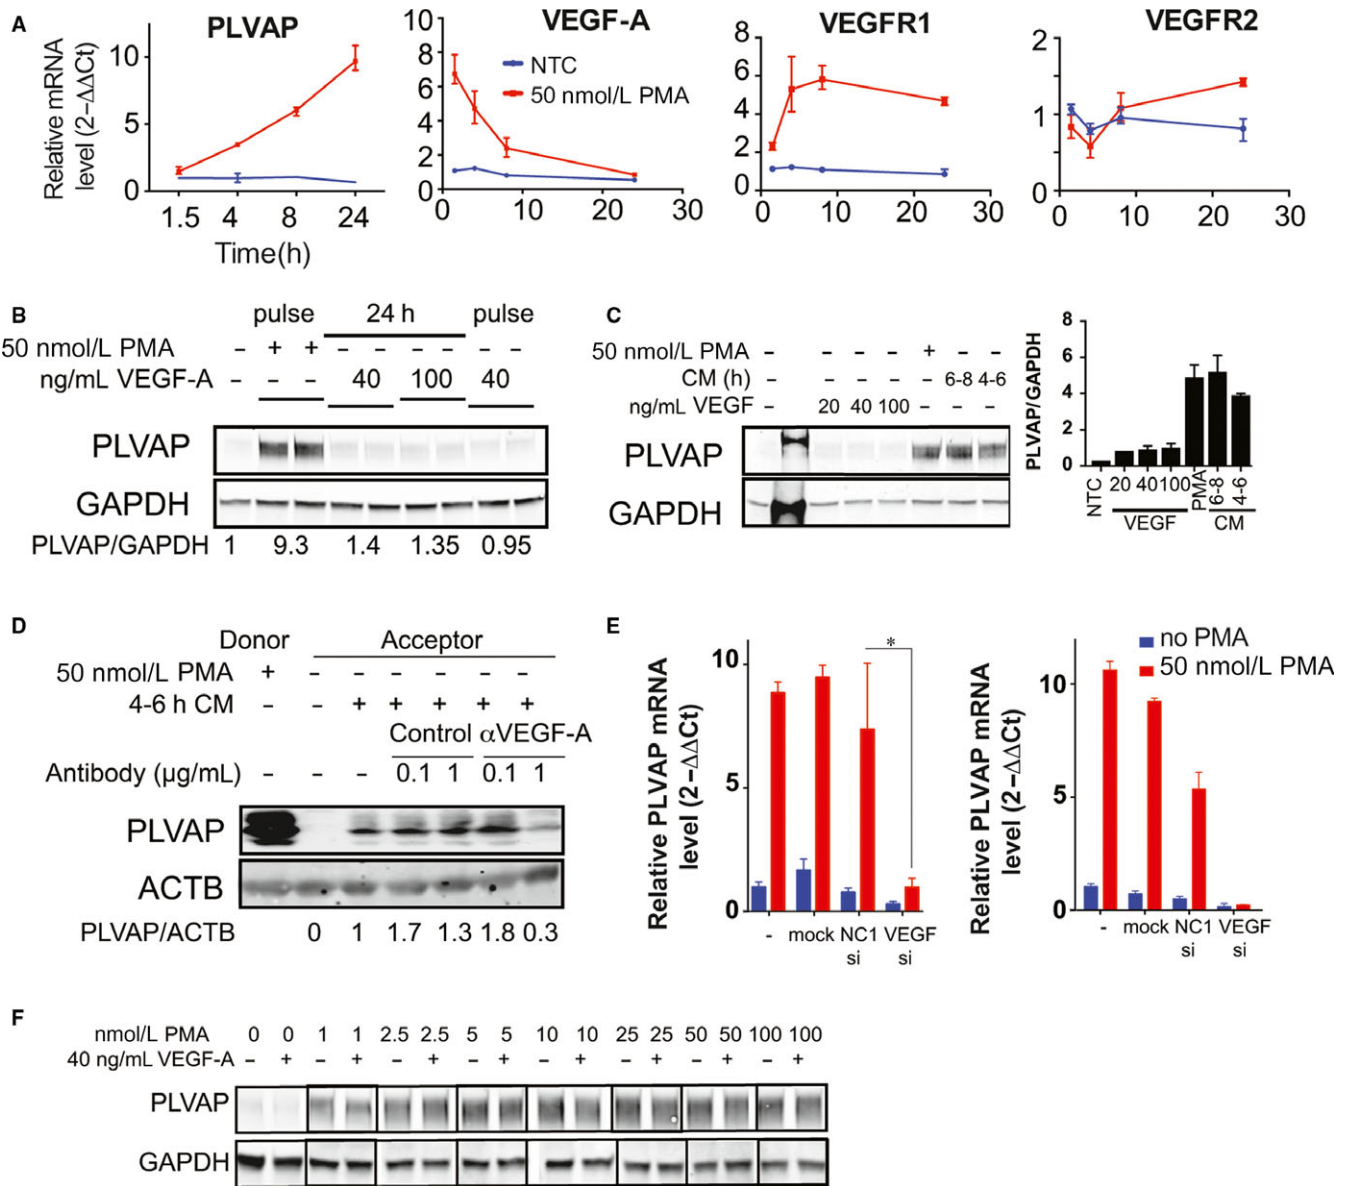 A
PLVAP
VEGF-A
VEGFR1
VEGFR2
Relative mRNA
level (2−ΔΔCt)
10
5
0
1.5 4 8 24
Time(h)
10
8
6
4
2
0
0 10 20 30
NTC
50 nmol/L PMA
8
6
4
2
0
0 10 20 30
2
1
0
0 10 20 30
B
pulse 24 h pulse
50 nmol/L PMA − + + − − − − − −
ng/mL VEGF-A − − − 40 100 40
PLVAP
GAPDH
PLVAP/GAPDH 1 9.3 1.4 1.35 0.95
C
50 nmol/L PMA − − − − + − −
CM (h) − − − − − 6-8 4-6
ng/mL VEGF − 20 40 100 − − −
PLVAP
GAPDH
PLVAP/GAPDH
8
6
4
2
0
NTC 20 40 100 PMA 6-8 4-6
VEGF CM
D
Donor Acceptor
50 nmol/L PMA + − − − − − −
4-6 h CM − − + + + + +
Control αVEGF-A
Antibody (µg/mL) − − − 0.1 1 0.1 1
PLVAP
ACTB
PLVAP/ACTB 0 1 1.7 1.3 1.8 0.3
E
Relative PLVAP mRNA
level (2−ΔΔCt)
10
5
0
*
- mock NC1 VEGF
si si
Relative PLVAP mRNA
level (2−ΔΔCt)
10
5
0
no PMA
50 nmol/L PMA
- mock NC1 VEGF
si si
F
nmol/L PMA 0 0 1 1 2.5 2.5 5 5 10 10 25 25 50 50 100 100
40 ng/mL VEGF-A − + − + − + − + − + − + − + − +
PLVAP
GAPDH